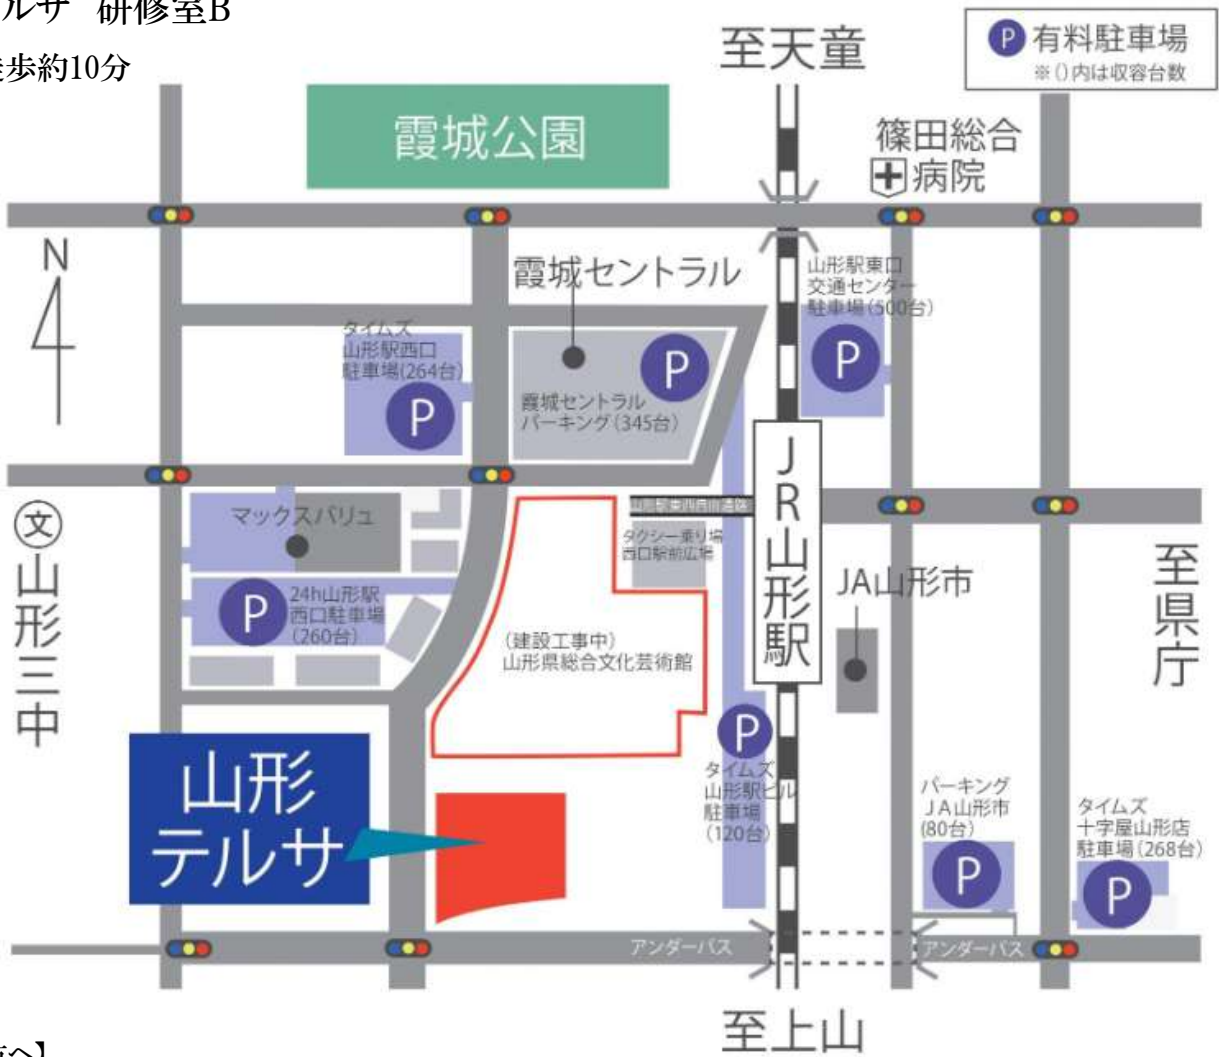 ルサ 研修室B
歩約10分
至天童
P 有料駐車場
※()内は収容台数
霞城公園
篠田総合
病院
N
霞城セントラル
山形駅東口
交通センター
駐車場(500台)
P
タイムズ
山形駅西口
駐車場(264台)
P
P
霞城セントラル
パーキング(345台)
JR山形駅
文
山形三中
マックスバリュ
山形駅東西自由通路
タクシー乗り場
西口駅前広場
JA山形市
至県庁
P
24h山形駅
西口駐車場
(260台)
(建設工事中)
山形県総合文化芸術館
山形
テルサ
P
タイムズ
山形駅ビル
駐車場
(120台)
パーキング
JA山形市
(80台)
P
タイムズ
十字屋山形店
駐車場(268台)
P
アンダーパス
アンダーパス
至上山